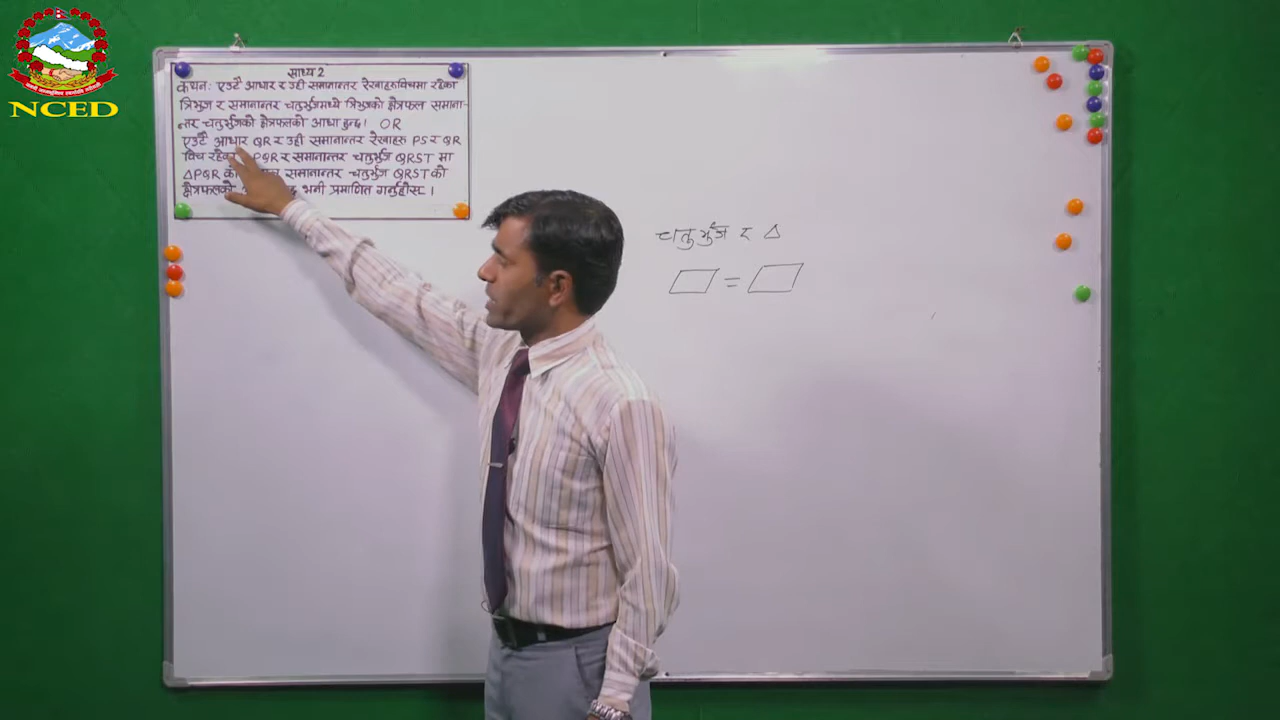 NCED
साध्य 2
कथन: एउटै आधार र उही समानान्तर रेखाहरुविचमा रहेका
त्रिभुज र समानान्तर चतुर्भुजमध्ये त्रिभुजको क्षेत्रफल समाना-
न्तर चतुर्भुजको क्षेत्रफलको आधा हुन्छ। OR
एउटै आधार QR र उही समानान्तर रेखाहरु PS र QR
विच PQR र समानान्तर चतुर्भुज QRST मा
ΔPQR समानान्तर चतुर्भुज QRST को
क्षेत्रफलको भनी प्रमाणित गर्नुहोस।
चतुर्भुज र Δ
▱ = ▱